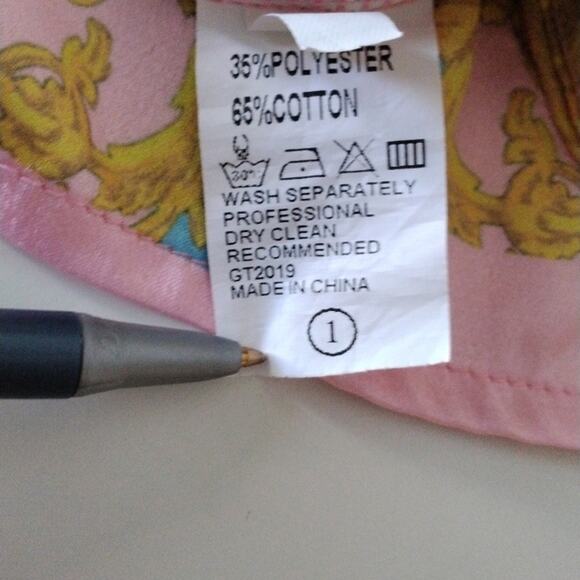 35%POLYESTER
65%COTTON
30°
WASH SEPARATELY
PROFESSIONAL
DRY CLEAN
RECOMMENDED
GT2019
MADE IN CHINA
1